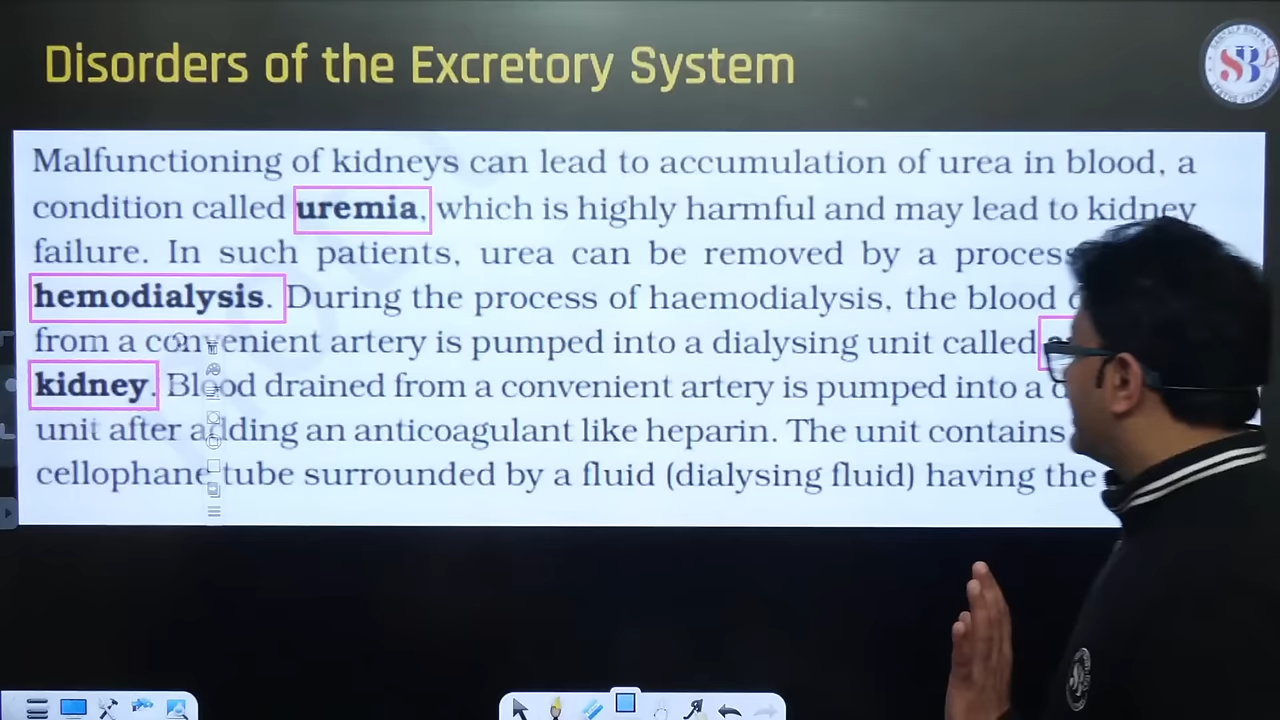 Disorders of the Excretory System
SB
Malfunctioning of kidneys can lead to accumulation of urea in blood, a
condition called uremia, which is highly harmful and may lead to kidney
failure. In such patients, urea can be removed by a process
hemodialysis. During the process of haemodialysis, the blood
from a convenient artery is pumped into a dialysing unit called
kidney. Blood drained from a convenient artery is pumped into a
unit after adding an anticoagulant like heparin. The unit contains
cellophane tube surrounded by a fluid (dialysing fluid) having the